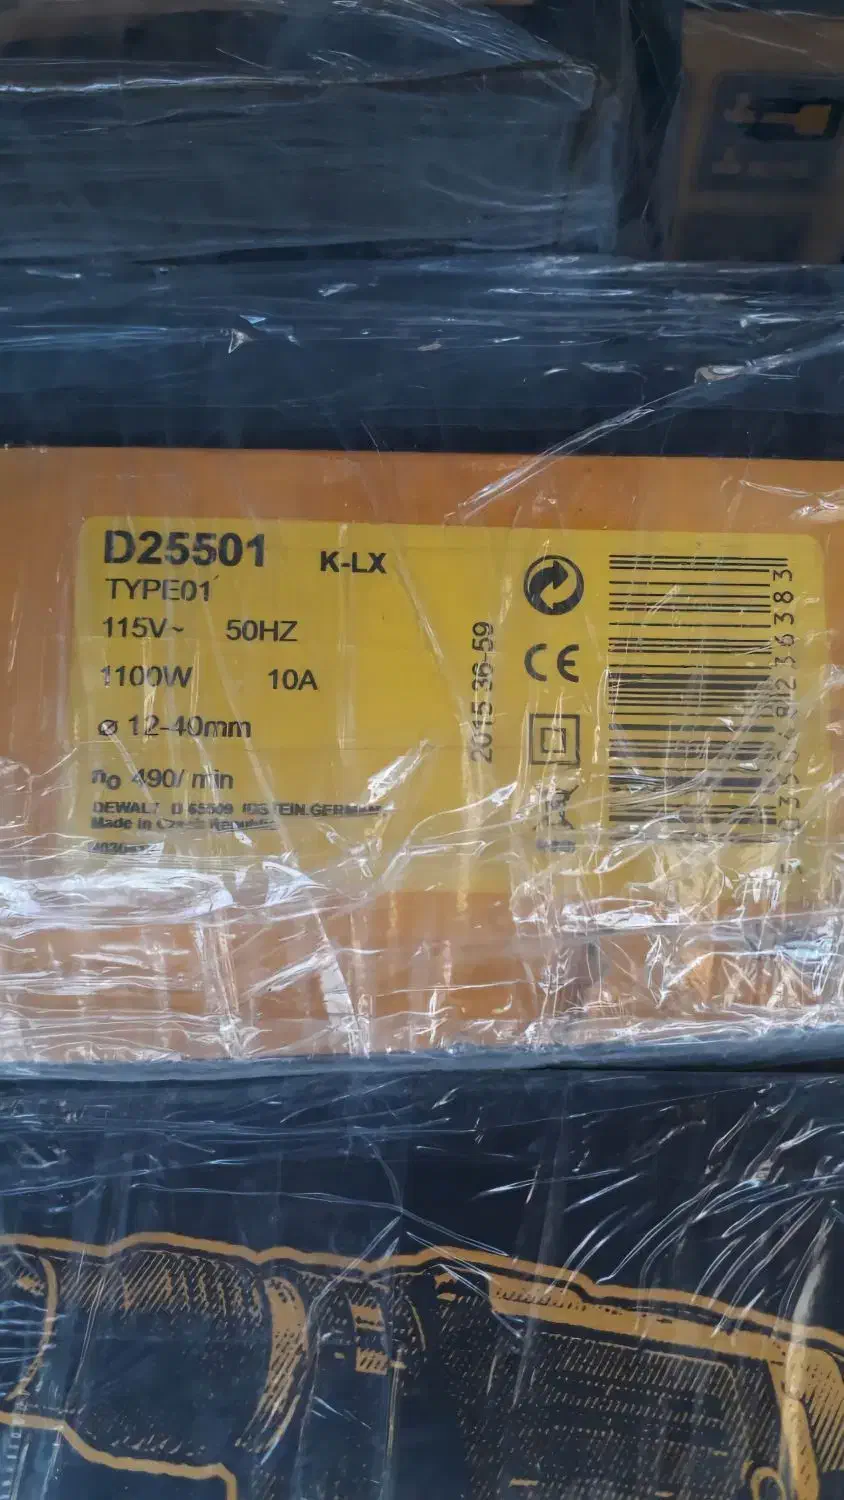 D25501 K-LX
TYPE01
115V~ 50HZ
1100W 10A
ø 12-40mm
no 490/ min
DEWALT D-65509 IDSTEIN.GERMANY
Made in Czech Republic
2015 36-59
CE